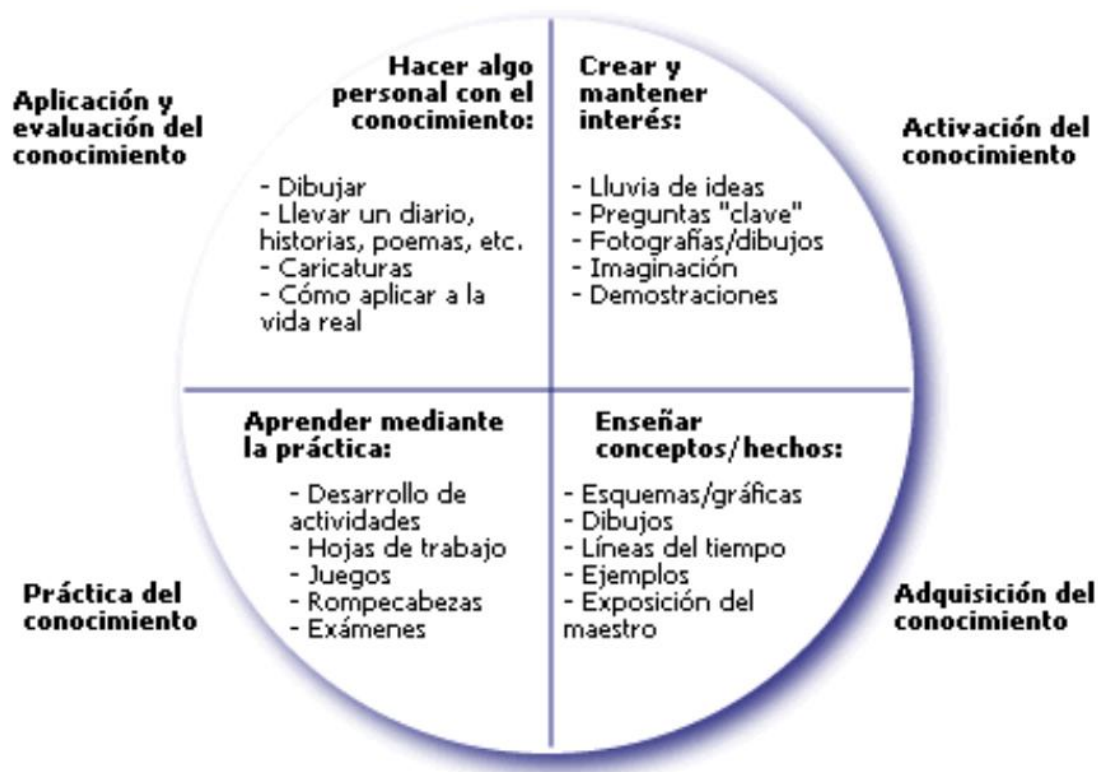 Aplicación y
evaluación del
conocimiento
Hacer algo
personal con el
conocimiento:
- Dibujar
- Llevar un diario,
historias, poemas, etc.
- Caricaturas
- Cómo aplicar a la
vida real
Crear y
mantener
interés:
- Lluvia de ideas
- Preguntas "clave"
- Fotografías/dibujos
- Imaginación
- Demostraciones
Activación del
conocimiento
Práctica del
conocimiento
Aprender mediante
la práctica:
- Desarrollo de
actividades
- Hojas de trabajo
- Juegos
- Rompecabezas
- Exámenes
Enseñar
conceptos/hechos:
- Esquemas/gráficas
- Dibujos
- Líneas del tiempo
- Ejemplos
- Exposición del
maestro
Adquisición del
conocimiento